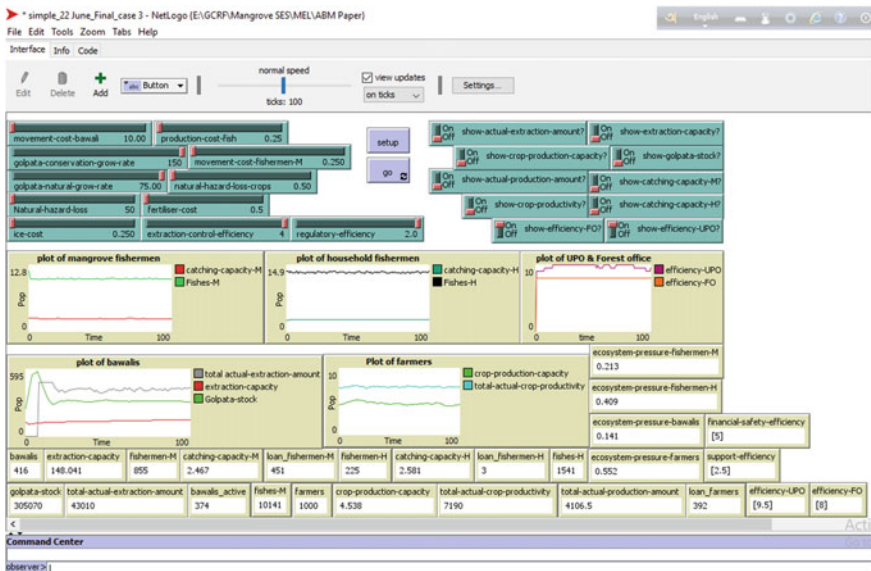 * simple_22 June_Final_case 3 - NetLogo {E:\GCRF\Mangrove SES\MEL\ABM Paper}
English
File Edit Tools Zoom Tabs Help
Interface Info Code
Edit Delete Add abc Button normal speed view updates
on ticks Settings...
ticks: 100
movement-cost-bawali 10.00 production-cost-fish 0.25
golpata-conservation-grow-rate 150 movement-cost-fishermen-M 0.250
golpata-natural-grow-rate 75.00 natural-hazard-loss-crops 0.50
Natural-hazard-loss 50 fertiliser-cost 0.5
ice-cost 0.250 extraction-control-efficiency 4 regulatory-efficiency 2.0
setup
go
On Off show-actual-extraction-amount? On Off show-extraction-capacity?
On Off show-crop-production-capacity? On Off show-golpata-stock?
On Off show-actual-production-amount? On Off show-catching-capacity-M?
On Off show-crop-productivity? On Off show-catching-capacity-H?
On Off show-efficiency-FO? On Off show-efficiency-UPO?
plot of mangrove fishermen
12.8
Pop
0
0 Time 100
catching-capacity-M
Fishes-M
plot of household fishermen
14.9
Pop
0
0 Time 100
catching-capacity-H
Fishes-H
plot of UPO & Forest office
10
0
0 time 100
efficiency-UPO
efficiency-FO
plot of bawalis
595
Pop
0
0 Time 100
total actual-extraction-amount
extraction-capacity
Golpata-stock
Plot of farmers
10
Pop
0
0 Time 100
crop-production-capacity
total-actual-crop-productivity
ecosystem-pressure-fishermen-M
0.213
ecosystem-pressure-fishermen-H
0.409
ecosystem-pressure-bawalis financial-safety-efficiency
0.141 [5]
bawalis extraction-capacity fishermen-M catching-capacity-M loan_fishermen-M fishermen-H catching-capacity-H loan_fishermen-H fishes-H ecosystem-pressure-farmers support-efficiency
416 148.041 855 2.467 451 225 2.581 3 1541 0.552 [2.5]
golpata-stock total-actual-extraction-amount bawalis_active fishes-M farmers crop-production-capacity total-actual-crop-productivity total-actual-production-amount loan_farmers efficiency-UPO efficiency-FO
305070 43010 374 10141 1000 4.538 7190 4106.5 392 [9.5] [8]
Command Center
observer>